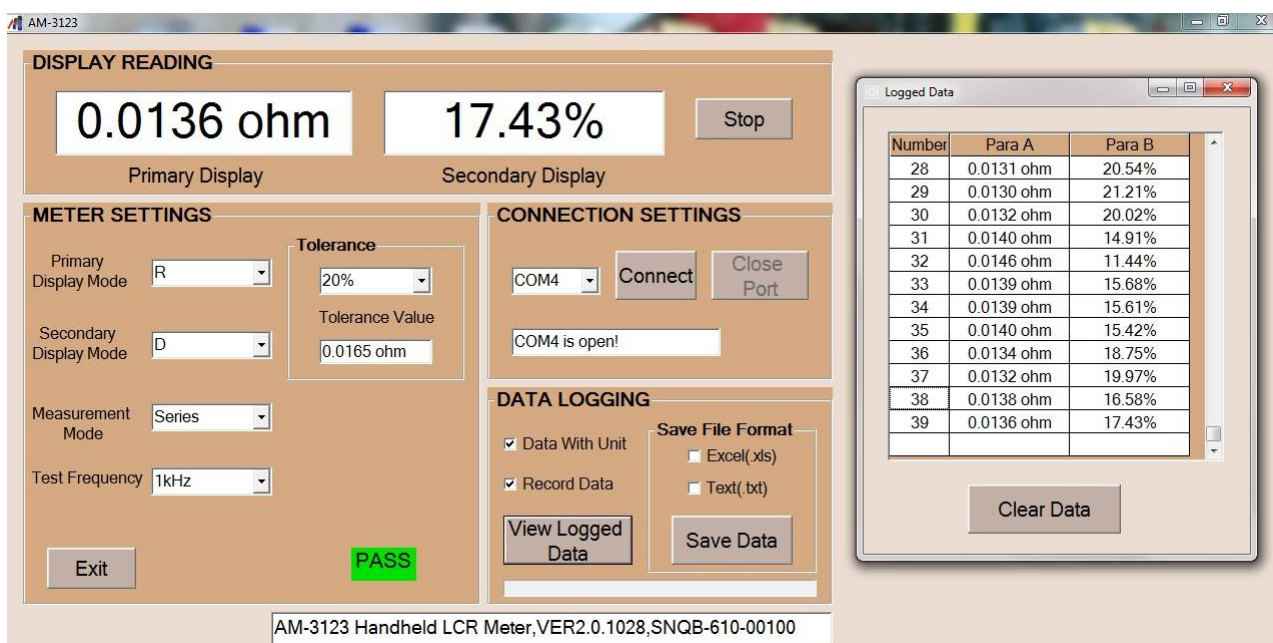 AM-3123
DISPLAY READING
0.0136 ohm
17.43%
Stop
Primary Display
Secondary Display
METER SETTINGS
Primary
Display Mode
R
Secondary
Display Mode
D
Measurement
Mode
Series
Test Frequency
1kHz
Tolerance
20%
Tolerance Value
0.0165 ohm
Exit
PASS
CONNECTION SETTINGS
COM4
Connect
Close
Port
COM4 is open!
DATA LOGGING
Data With Unit
Record Data
View Logged
Data
Save File Format
Excel(.xls)
Text(.txt)
Save Data
AM-3123 Handheld LCR Meter,VER2.0.1028,SNQB-610-00100
Logged Data
Number Para A Para B
28 0.0131 ohm 20.54%
29 0.0130 ohm 21.21%
30 0.0132 ohm 20.02%
31 0.0140 ohm 14.91%
32 0.0146 ohm 11.44%
33 0.0139 ohm 15.68%
34 0.0139 ohm 15.61%
35 0.0140 ohm 15.42%
36 0.0134 ohm 18.75%
37 0.0132 ohm 19.97%
38 0.0138 ohm 16.58%
39 0.0136 ohm 17.43%
Clear Data